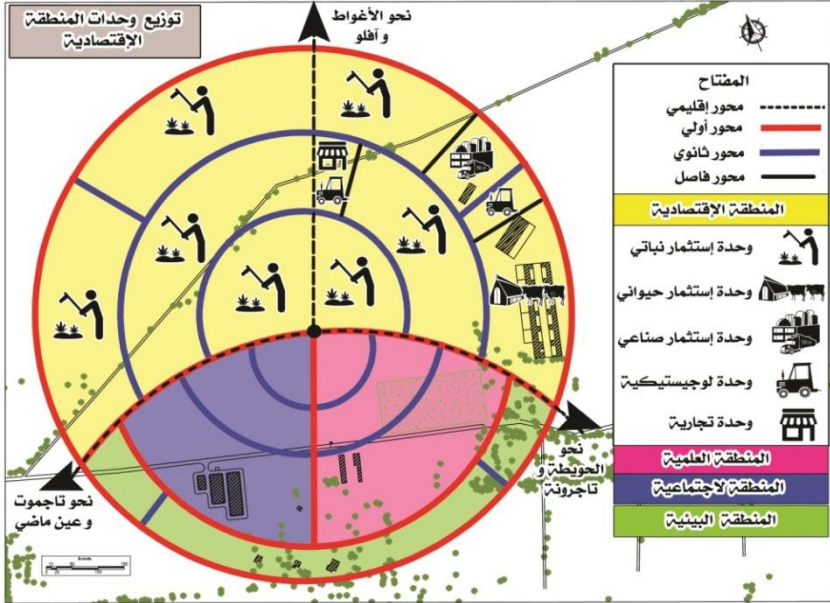 توزيع وحدات المنطقة
الإقتصادية
نحو الأغواط
و آفلو
المفتاح
محور إقليمي
محور أولي
محور ثانوي
محور فاصل
المنطقة الإقتصادية
وحدة إستثمار نباتي
وحدة إستثمار حيواني
وحدة إستثمار صناعي
وحدة لوجيستيكية
وحدة تجارية
المنطقة العلمية
المنطقة لاجتماعية
المنطقة البينية
نحو
الحويطة و
تاجرونة
نحو تاجموت
و عين ماضي